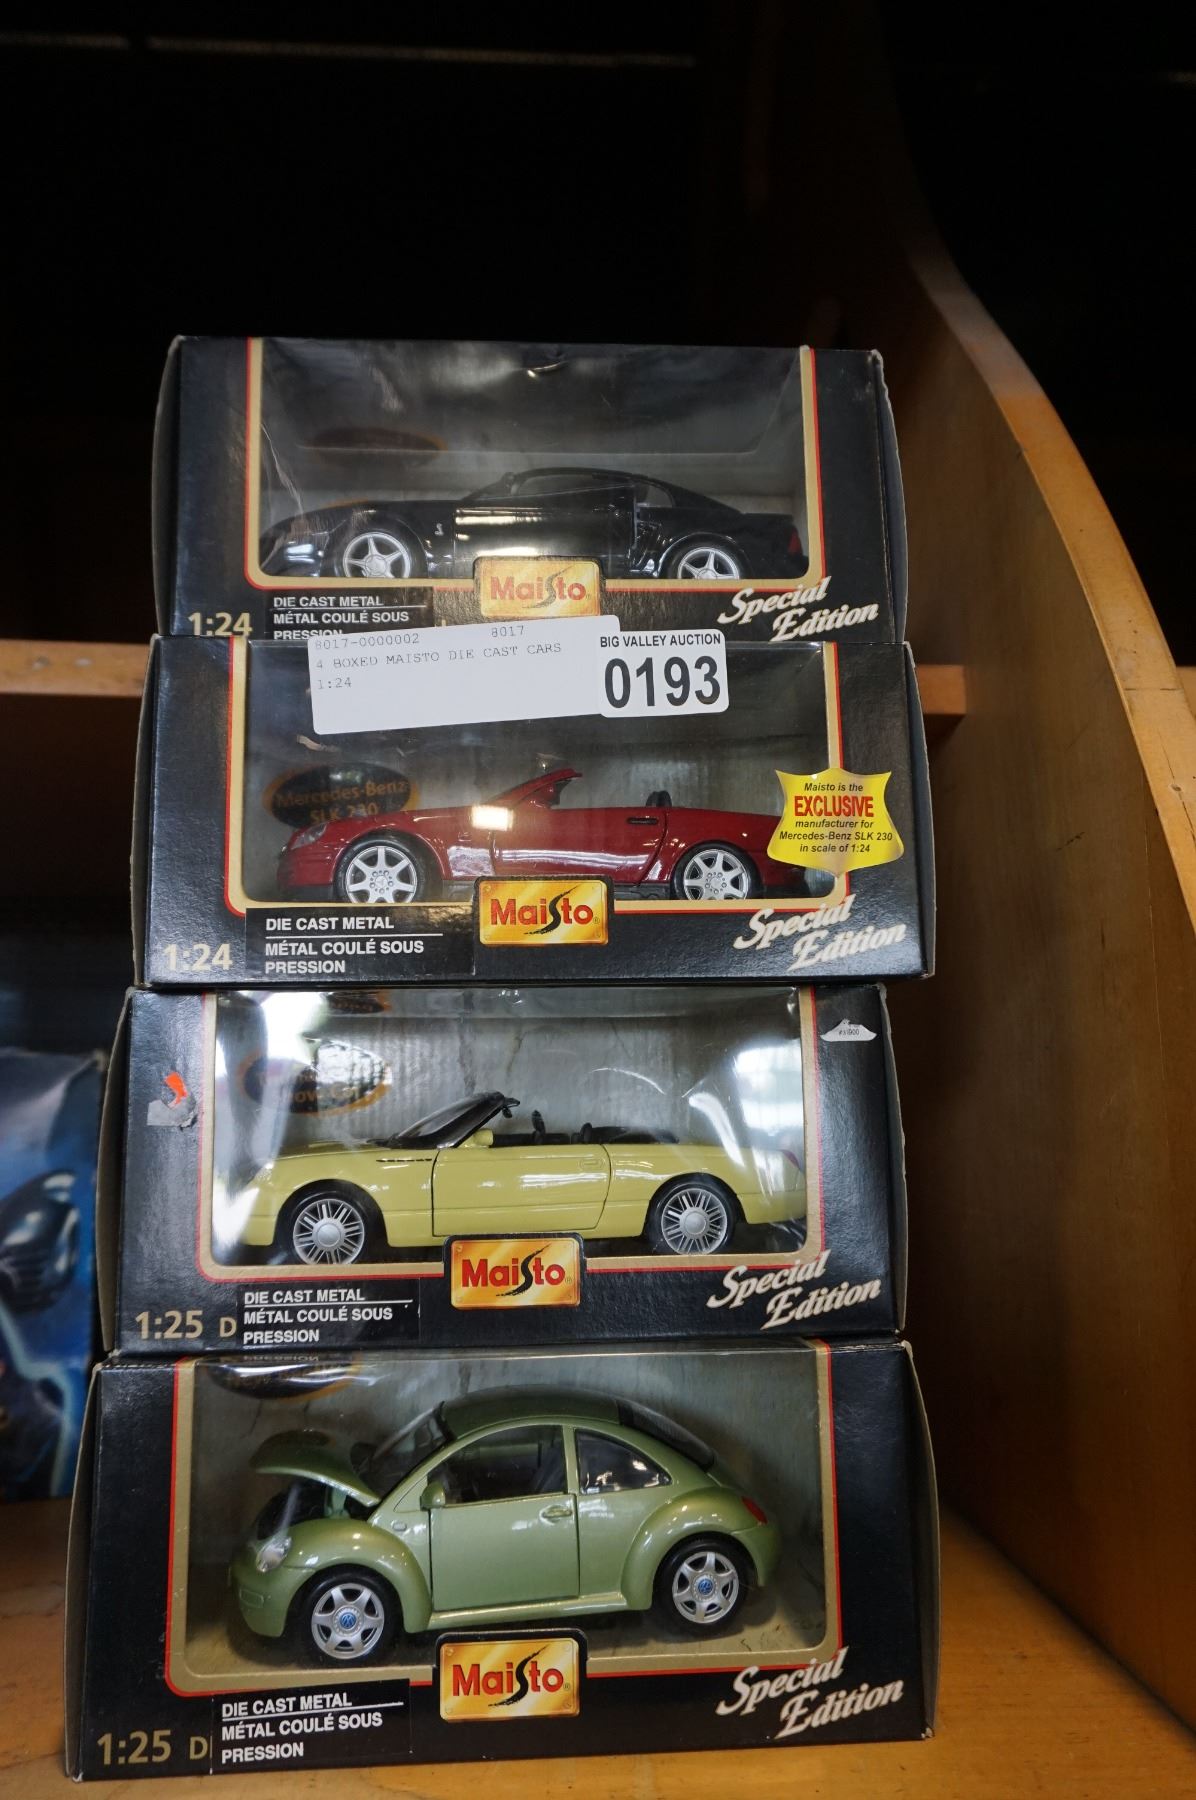 1:24
DIE CAST METAL
MÉTAL COULÉ SOUS
PRESSION
Maisto
Special
Edition
8017-0000002 8017
4 BOXED MAISTO DIE CAST CARS
1:24
BIG VALLEY AUCTION
0193
Mercedes-Benz
SLK 230
Maisto is the
EXCLUSIVE
manufacturer for
Mercedes-Benz SLK 230
in scale of 1:24
1:24
DIE CAST METAL
MÉTAL COULÉ SOUS
PRESSION
Maisto
Special
Edition
1:25 D
DIE CAST METAL
MÉTAL COULÉ SOUS
PRESSION
Maisto
Special
Edition
1:25 D
DIE CAST METAL
MÉTAL COULÉ SOUS
PRESSION
Maisto
Special
Edition